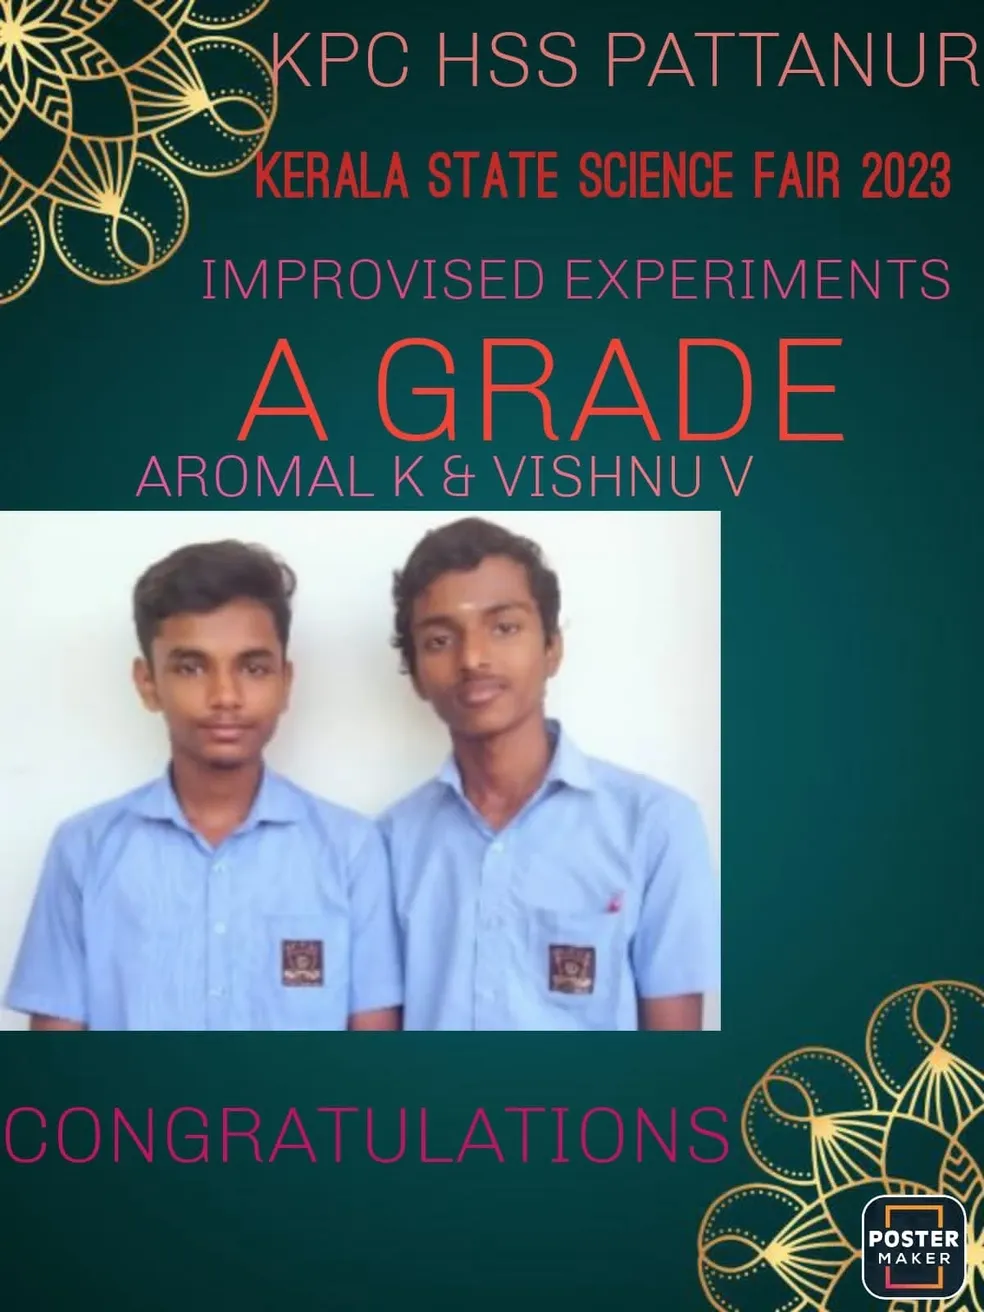 KPC HSS PATTANUR
KERALA STATE SCIENCE FAIR 2023
IMPROVISED EXPERIMENTS
A GRADE
AROMAL K & VISHNU V
CONGRATULATIONS
POSTER
MAKER